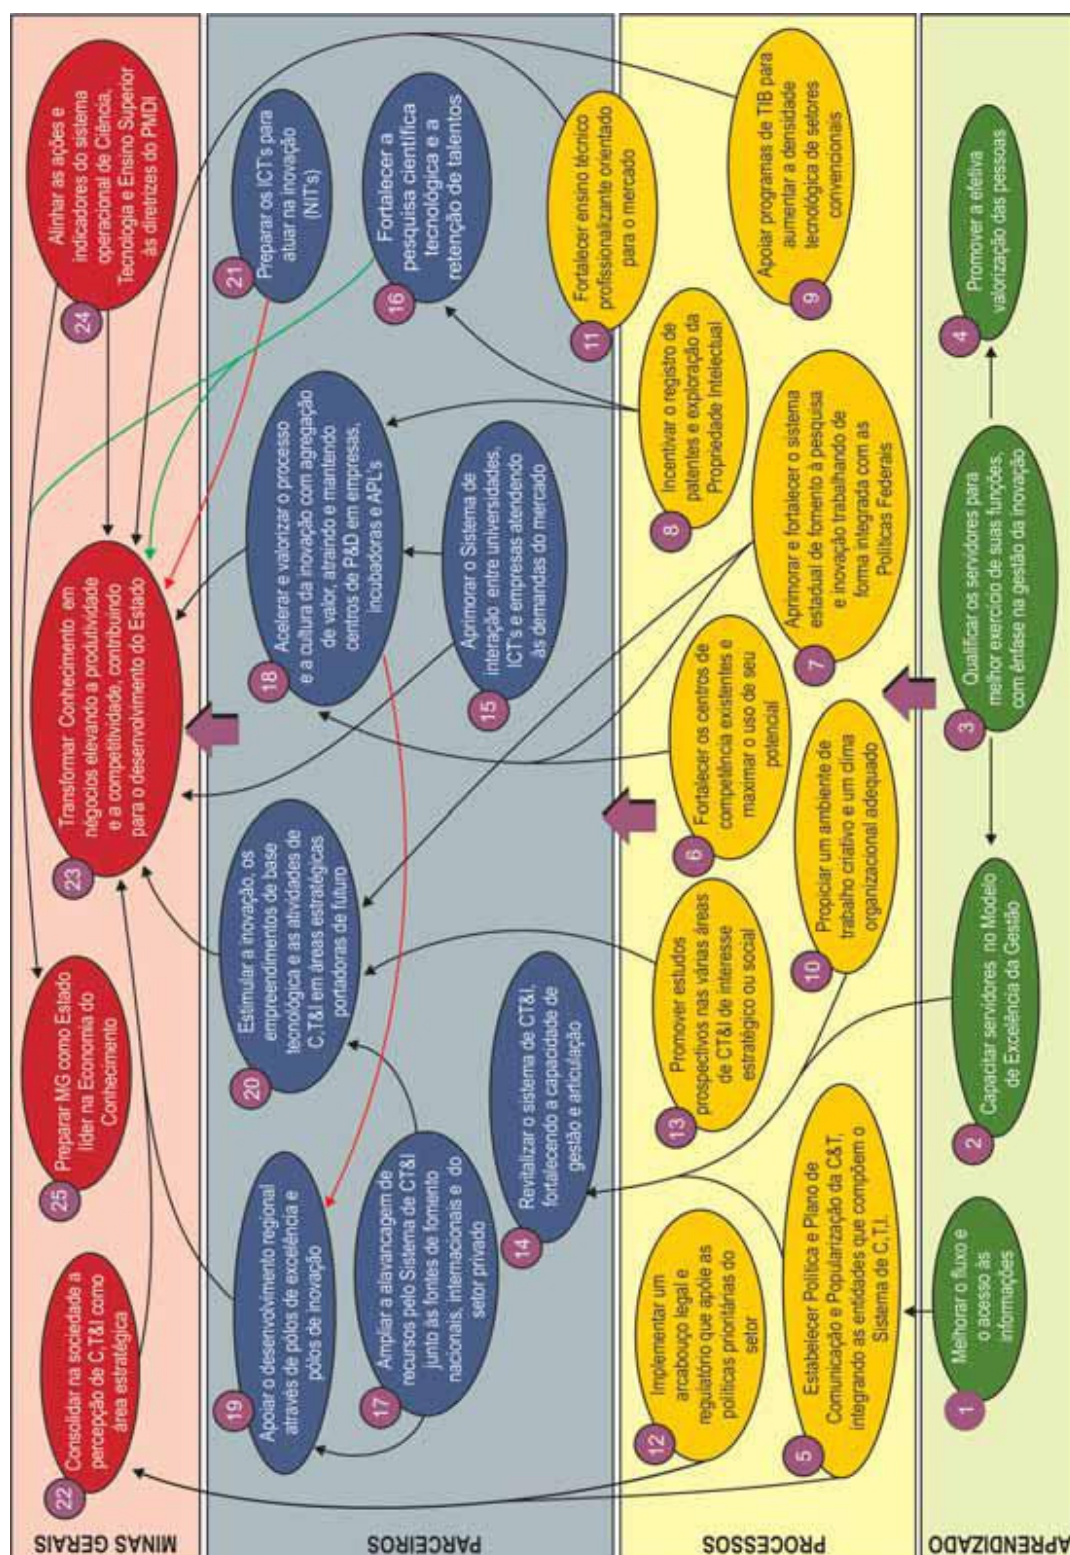 MINAS GERAIS
22
Consolidar na sociedade a
percepção de C,T&I como
área estratégica
25
Preparar MG como Estado
líder na Economia do
Conhecimento
23
Transformar Conhecimento em
négocios elevando a produtividade
e a competitividade, contribuindo
para o desenvolvimento do Estado
24
Alinhar as ações e
indicadores do sistema
operacional de Ciência,
Tecnologia e Ensino Superior
às diretrizes do PMDI
PARCEIROS
19
Apoiar o desenvolvimento regional
através de pólos de excelência e
pólos de inovação
20
Estimular a inovação, os
empreendimentos de base
tecnológica e as atividades de
C,T&I em áreas estratégicas
portadoras de futuro
18
Acelerar e valorizar o processo
e a cultura da inovação com agregação
de valor, atraindo e mantendo
centros de P&D em empresas,
incubadoras e APL's
21
Preparar os ICT's para
atuar na inovação
(NIT's)
17
Ampliar a alavancagem de
recursos pelo Sistema de CT&I
junto às fontes de fomento
nacionais, internacionais e do
setor privado
14
Revitalizar o sistema de CT&I,
fortalecendo a capacidade de
gestão e articulação
15
Aprimorar o Sistema de
interação entre universidades,
ICT's e empresas atendendo
às demandas do mercado
16
Fortalecer a
pesquisa científica
tecnológica e a
retenção de talentos
PROCESSOS
12
Implementar um
arcabouço legal e
regulatório que apóie as
políticas prioritárias do
setor
13
Promover estudos
prospectivos nas várias áreas
de CT&I de interesse
estratégico ou social
6
Fortalecer os centros de
competência existentes e
maximar o uso de seu
potencial
8
Incentivar o registro de
patentes e exploração da
Propriedade Intelectual
11
Fortalecer ensino técnico
profissionalizante orientado
para o mercado
5
Estabelecer Política e Plano de
Comunicação e Popularização da C&T,
integrando as entidades que compõem o
Sistema de C,T,I.
10
Propiciar um ambiente de
trabalho criativo e um clima
organizacional adequado
7
Aprimorar e fortalecer o sistema
estadual de fomento à pesquisa
e inovação trabalhando de
forma integrada com as
Políticas Federais
9
Apoiar programas de TIB para
aumentar a densidade
tecnológica de setores
convencionais
APRENDIZADO
1
Melhorar o fluxo e
o acesso às
informações
2
Capacitar servidores no Modelo
de Excelência da Gestão
3
Qualificar os servidores para
melhor exercício de suas funções,
com ênfase na gestão da inovação
4
Promover a efetiva
valorização das pessoas